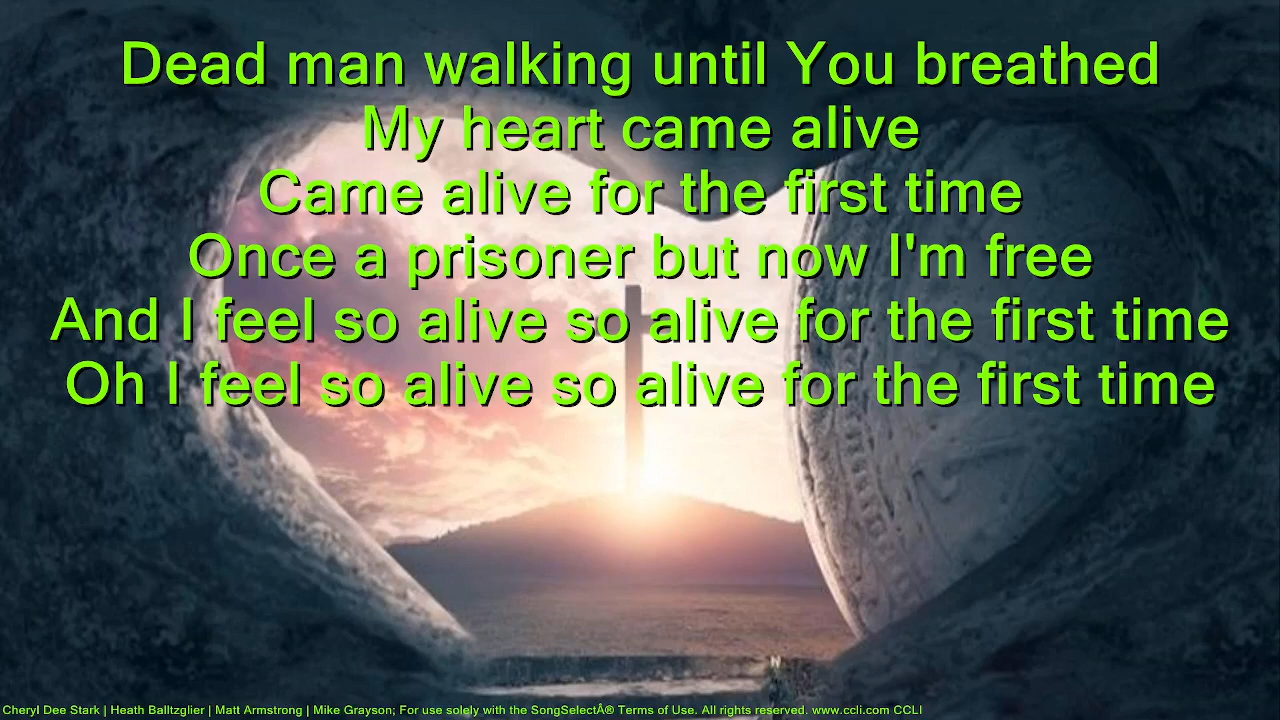 Dead man walking until You breathed
My heart came alive
Came alive for the first time
Once a prisoner but now I'm free
And I feel so alive so alive for the first time
Oh I feel so alive so alive for the first time
Cheryl Dee Stark | Heath Balltzglier | Matt Armstrong | Mike Grayson; For use solely with the SongSelectÂ® Terms of Use. All rights reserved. www.ccli.com CCLI